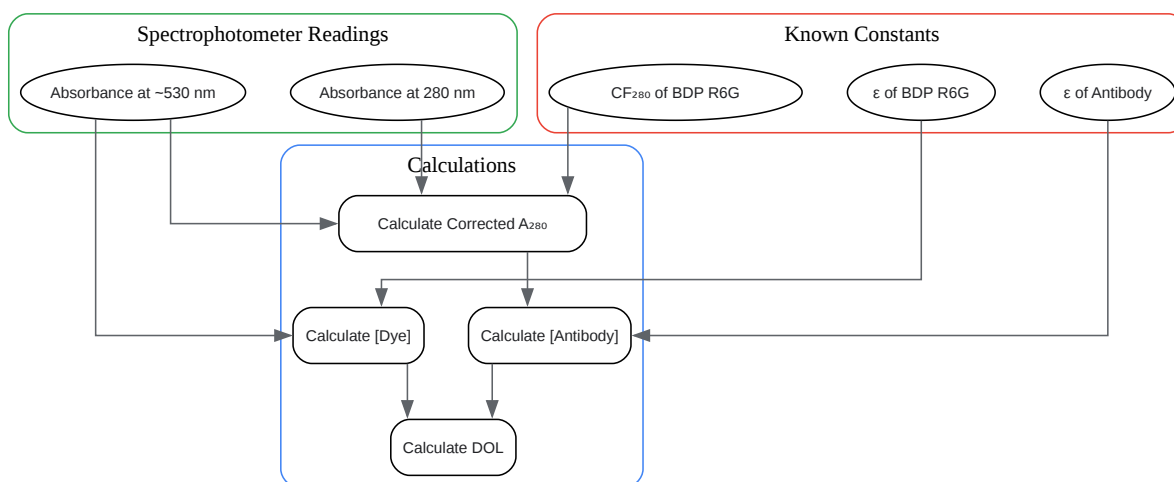 Spectrophotometer Readings
Known Constants
Absorbance at ~530 nm
Absorbance at 280 nm
CF₂₈₀ of BDP R6G
ε of BDP R6G
ε of Antibody
Calculations
Calculate Corrected A₂₈₀
Calculate [Dye]
Calculate [Antibody]
Calculate DOL